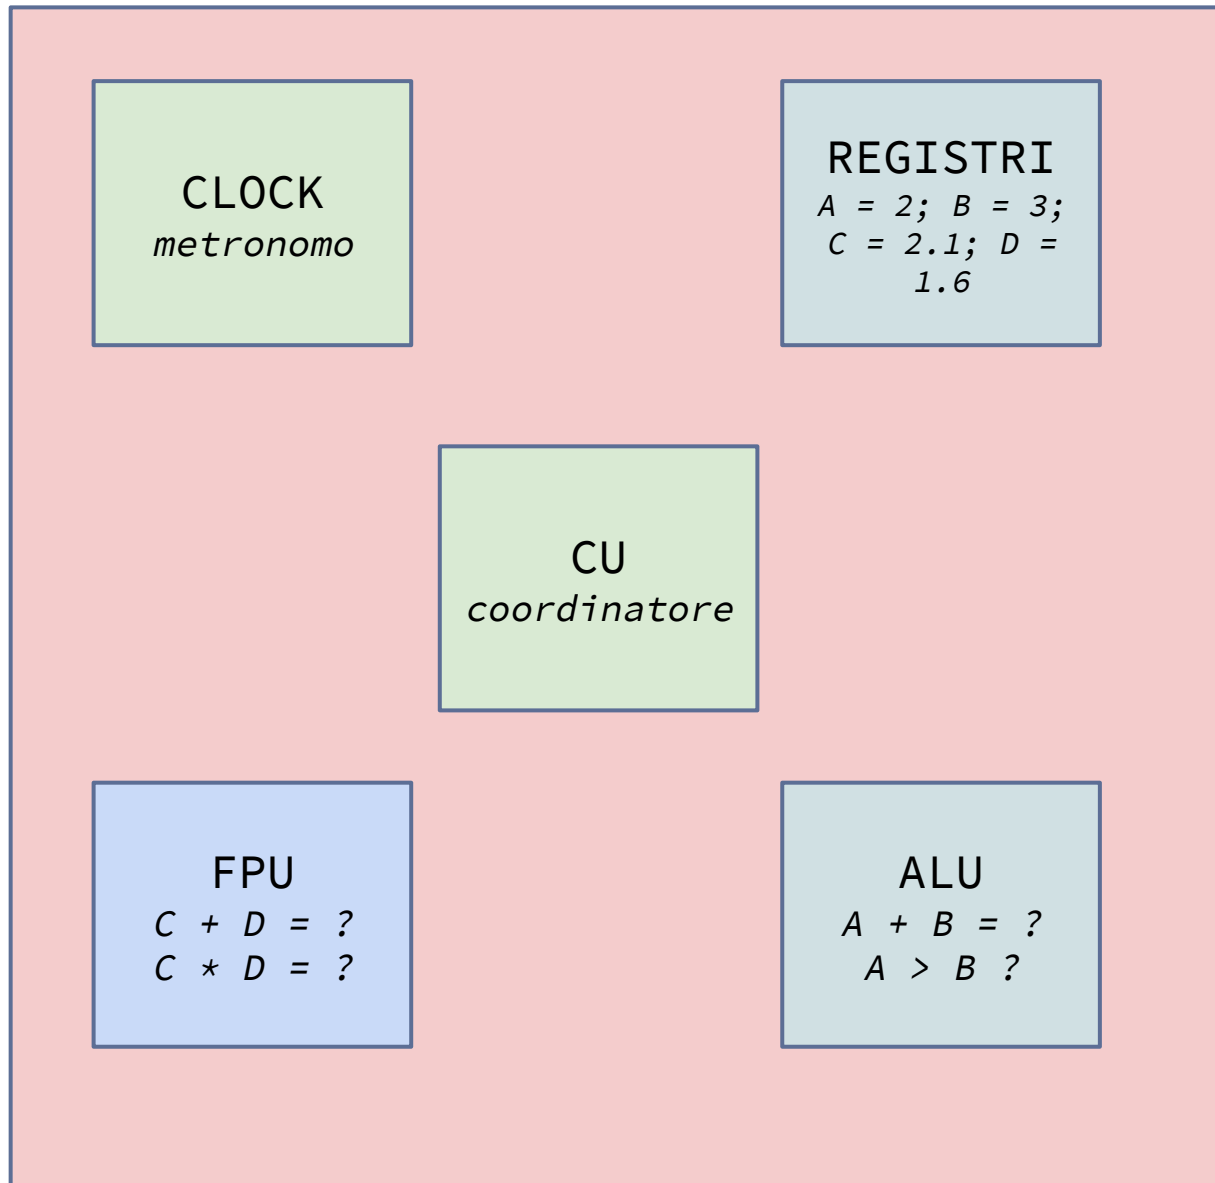 CLOCK
metronomo
REGISTRI
A = 2; B = 3;
C = 2.1; D =
1.6
CU
coordinatore
FPU
C + D = ?
C * D = ?
ALU
A + B = ?
A > B ?